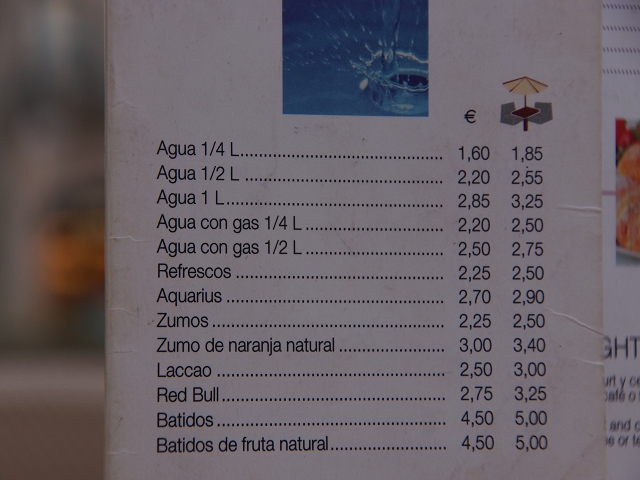 €
Agua 1/4 L 1,60 1,85
Agua 1/2 L 2,20 2,55
Agua 1 L 2,85 3,25
Agua con gas 1/4 L 2,20 2,50
Agua con gas 1/2 L 2,50 2,75
Refrescos 2,25 2,50
Aquarius 2,70 2,90
Zumos 2,25 2,50
Zumo de naranja natural 3,00 3,40
Laccao 2,50 3,00
Red Bull 2,75 3,25
Batidos 4,50 5,00
Batidos de fruta natural 4,50 5,00